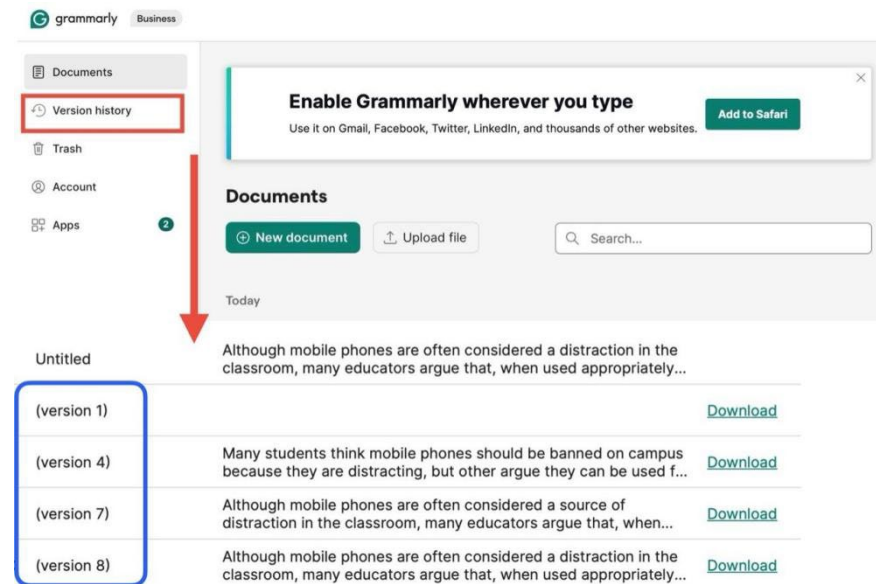 grammarly Business
Documents
Version history
Trash
Account
Apps 2
Enable Grammarly wherever you type
Use it on Gmail, Facebook, Twitter, LinkedIn, and thousands of other websites.
Add to Safari
Documents
New document
Upload file
Search...
Today
Untitled
Although mobile phones are often considered a distraction in the
classroom, many educators argue that, when used appropriately...
(version 1)
Download
(version 4)
Many students think mobile phones should be banned on campus
because they are distracting, but other argue they can be used f...
Download
(version 7)
Although mobile phones are often considered a source of
distraction in the classroom, many educators argue that, when...
Download
(version 8)
Although mobile phones are often considered a distraction in the
classroom, many educators argue that, when used appropriately...
Download